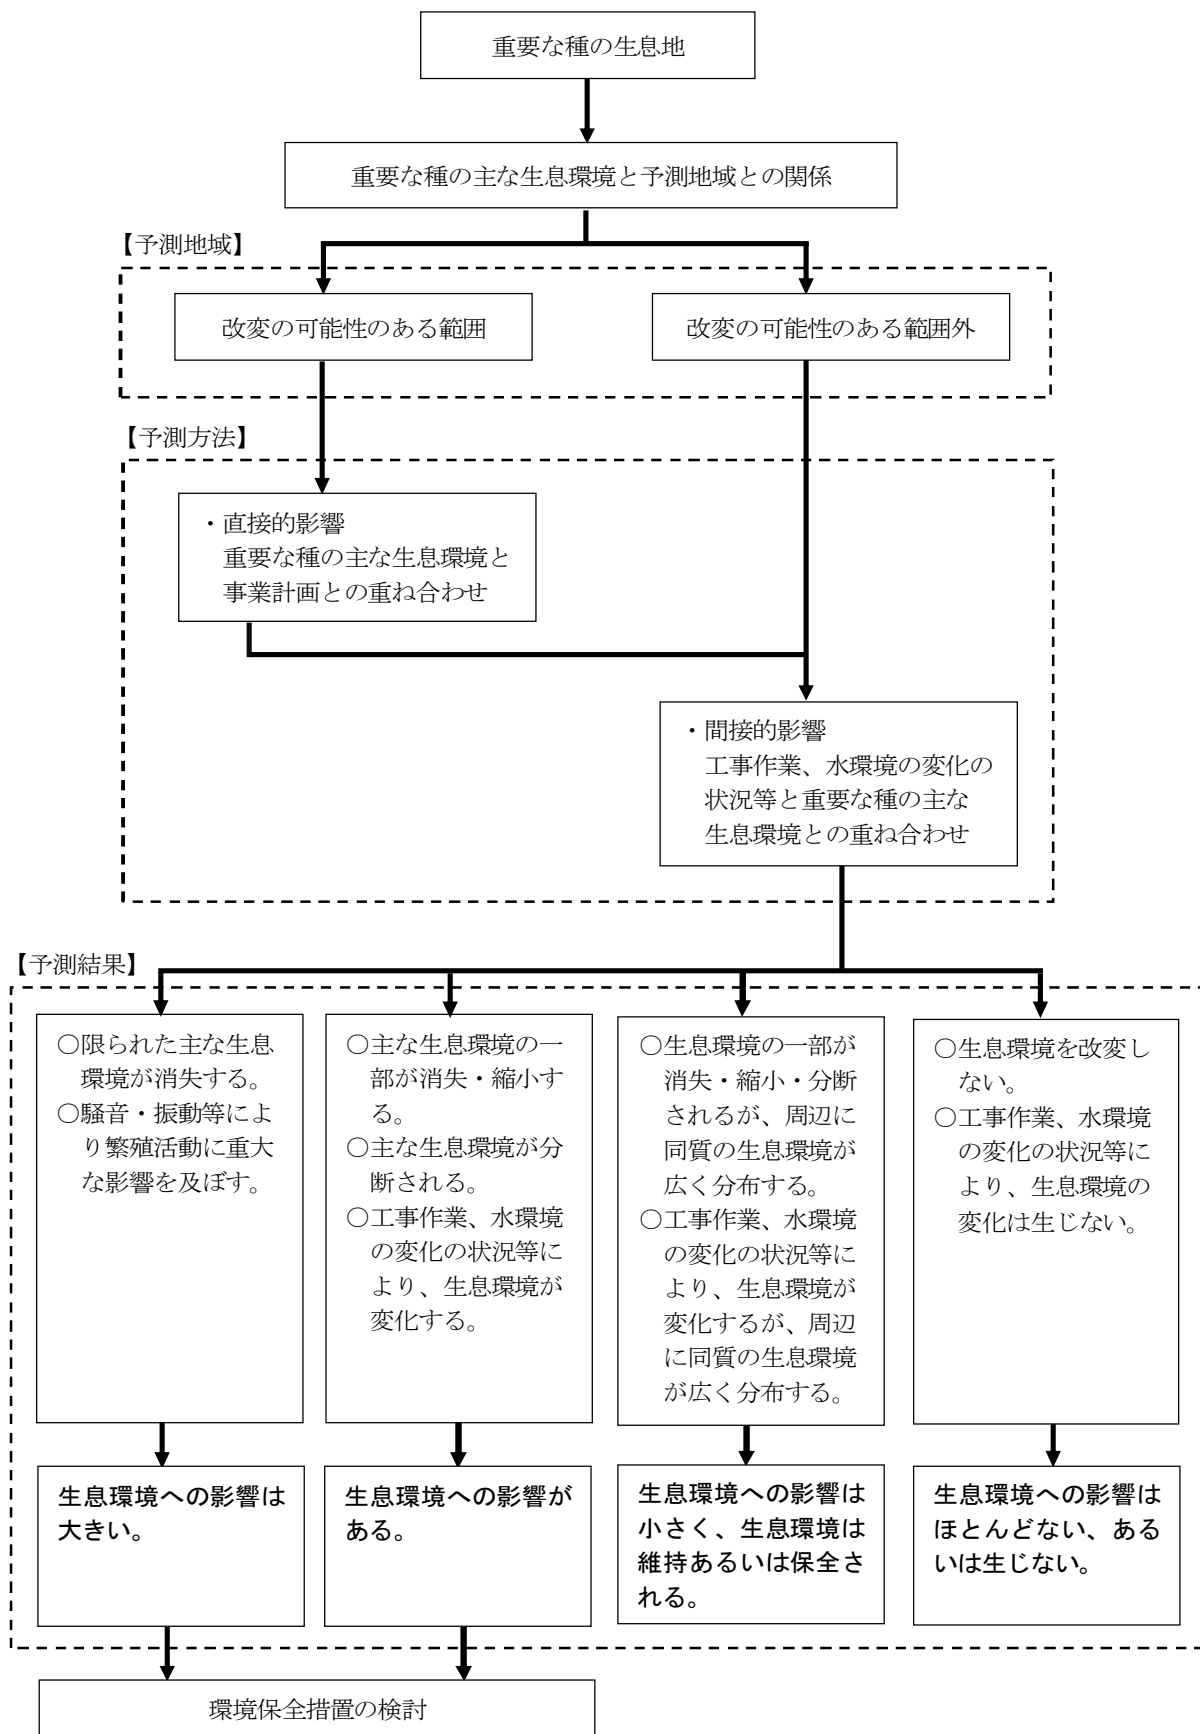 重要な種の生息地
重要な種の主な生息環境と予測地域との関係
【予測地域】
改変の可能性のある範囲
改変の可能性のある範囲外
【予測方法】
・直接的影響
重要な種の主な生息環境と
事業計画との重ね合わせ
・間接的影響
工事作業、水環境の変化の
状況等と重要な種の主な
生息環境との重ね合わせ
【予測結果】
○限られた主な生息
環境が消失する。
○騒音・振動等によ
り繁殖活動に重大
な影響を及ぼす。
○主な生息環境の一
部が消失・縮小す
る。
○主な生息環境が分
断される。
○工事作業、水環境
の変化の状況等に
より、生息環境が
変化する。
○生息環境の一部が
消失・縮小・分断
されるが、周辺に
同質の生息環境が
広く分布する。
○工事作業、水環境
の変化の状況等に
より、生息環境が
変化するが、周辺
に同質の生息環境
が広く分布する。
○生息環境を改変し
ない。
○工事作業、水環境
の変化の状況等に
より、生息環境の
変化は生じない。
生息環境への影響は
大きい。
生息環境への影響が
ある。
生息環境への影響は
小さく、生息環境は
維持あるいは保全さ
れる。
生息環境への影響は
ほとんどない、ある
いは生じない。
環境保全措置の検討